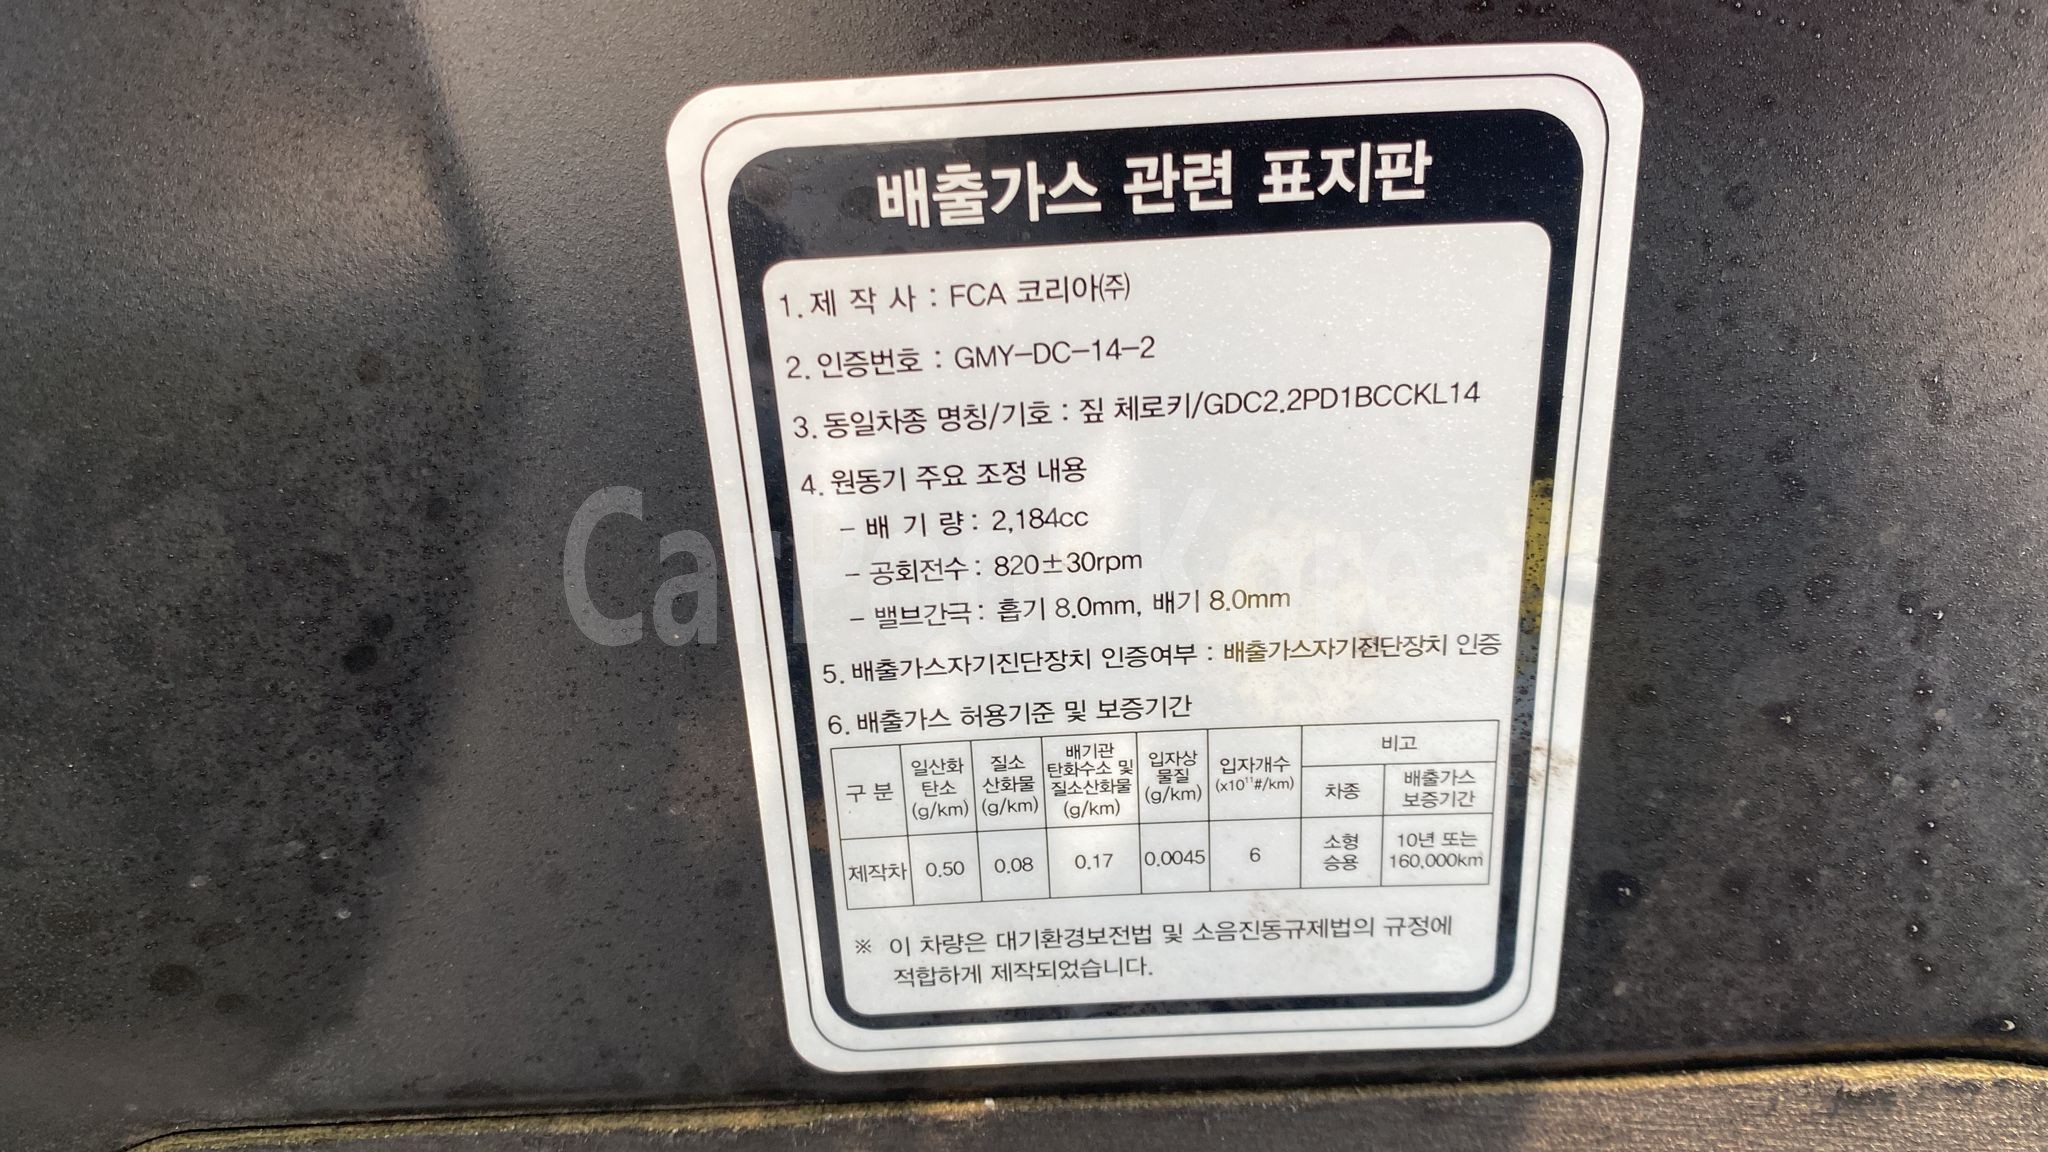 배출가스 관련 표지판
1. 제 작 사 : FCA 코리아(주)
2. 인증번호 : GMY-DC-14-2
3. 동일차종 명칭/기호 : 짚 체로키/GDC2.2PD1BCCKL14
4. 원동기 주요 조정 내용
- 배 기 량 : 2,184cc
- 공회전수 : 820±30rpm
- 밸브간극 : 흡기 8.0mm, 배기 8.0mm
5. 배출가스자기진단장치 인증여부 : 배출가스자기진단장치 인증
6. 배출가스 허용기준 및 보증기간
구 분 일산화 탄소 (g/km) 질소 산화물 (g/km) 배기관 탄화수소 및 질소산화물 (g/km) 입자상 물질 (g/km) 입자개수 (x10¹¹#/km) 비고
차종 배출가스 보증기간
제작차 0.50 0.08 0.17 0.0045 6 소형 승용 10년 또는 160,000km
※ 이 차량은 대기환경보전법 및 소음진동규제법의 규정에
적합하게 제작되었습니다.